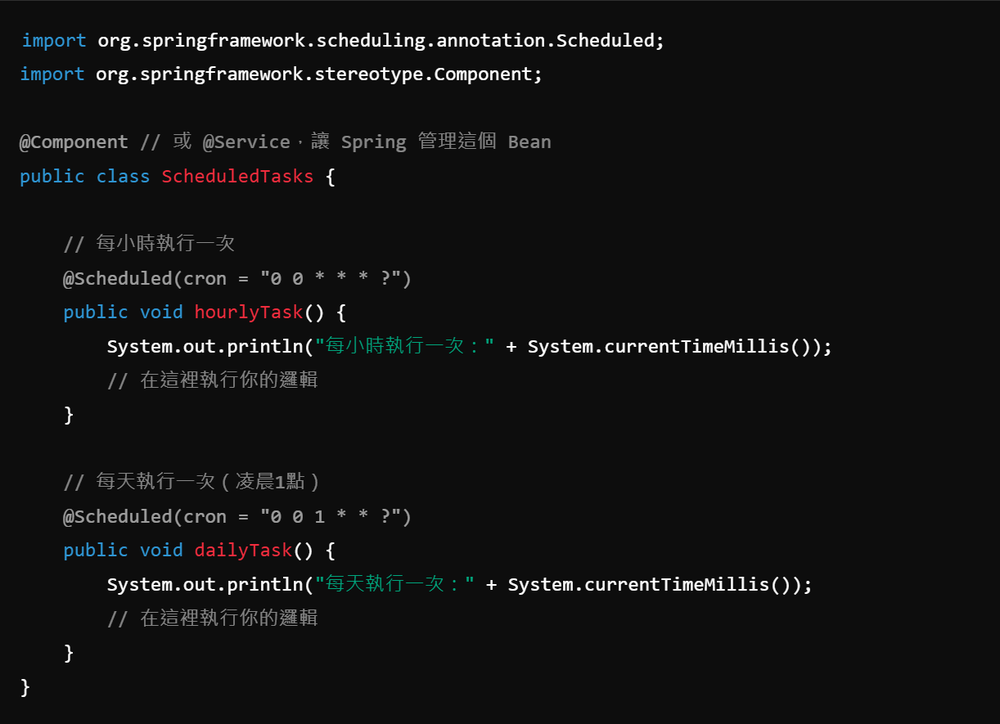 import org.springframework.scheduling.annotation.Scheduled;
import org.springframework.stereotype.Component;
@Component // 或 @Service，讓 Spring 管理這個 Bean
public class ScheduledTasks {
    // 每小時執行一次
    @Scheduled(cron = "0 0 * * * ?")
    public void hourlyTask() {
        System.out.println("每小時執行一次：" + System.currentTimeMillis());
        // 在這裡執行你的邏輯
    }
    // 每天執行一次（凌晨1點）
    @Scheduled(cron = "0 0 1 * * ?")
    public void dailyTask() {
        System.out.println("每天執行一次：" + System.currentTimeMillis());
        // 在這裡執行你的邏輯
    }
}